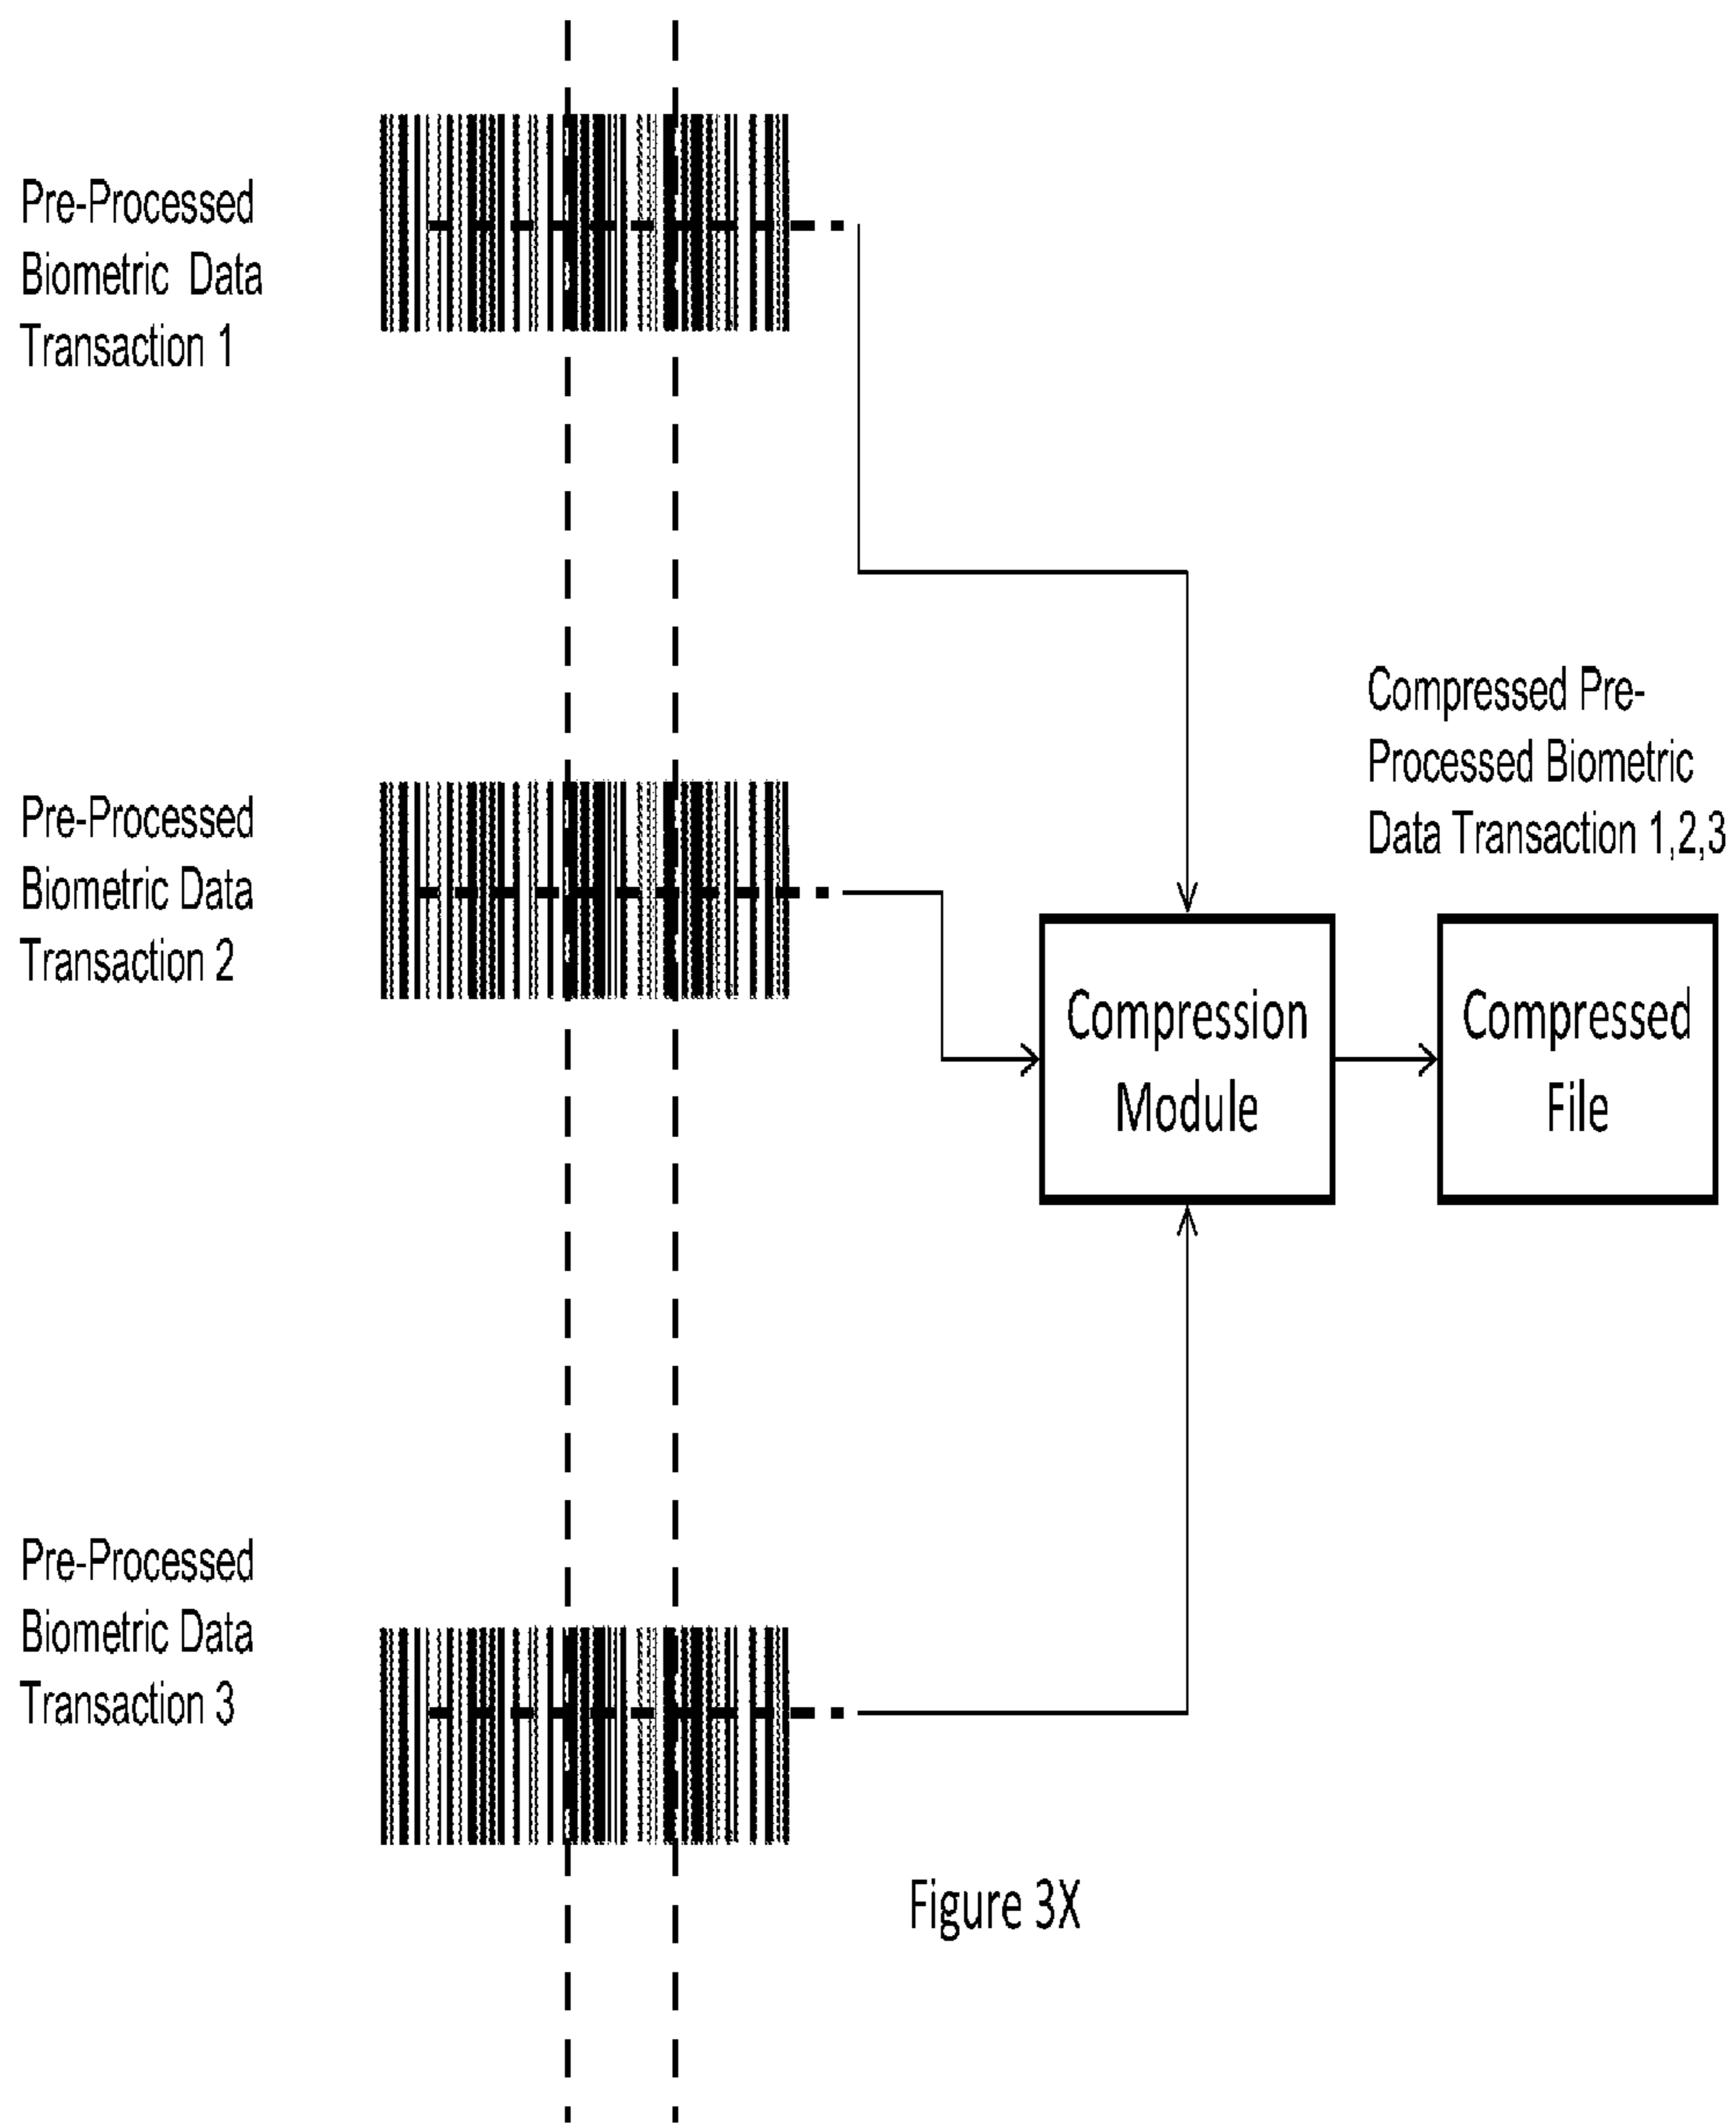 Pre-Processed
Biometric Data
Transaction 1
Compressed Pre-
Processed Biometric
Data Transaction 1,2,3
Pre-Processed
Biometric Data
Transaction 2
Compression
Module
Compressed
File
Pre-Processed
Biometric Data
Transaction 3
Figure 3X